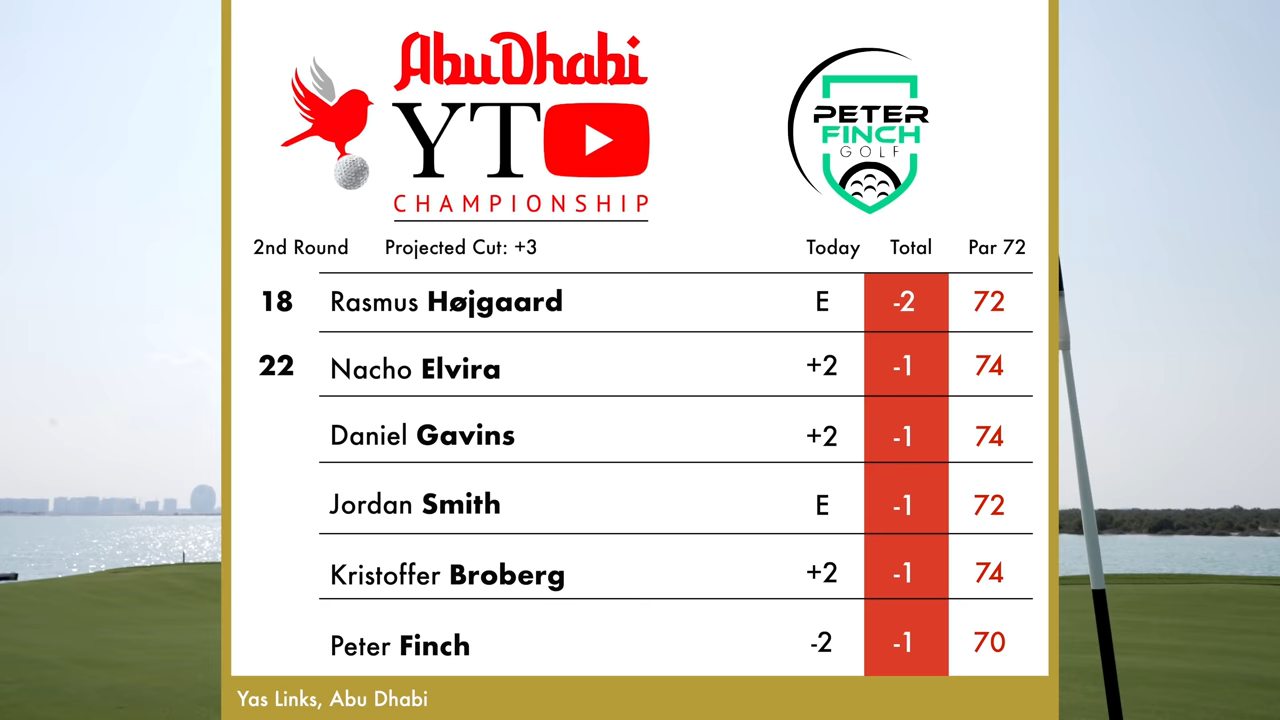 Abu Dhabi
YT
CHAMPIONSHIP
PETER
FINCH
GOLF
2nd Round Projected Cut: +3 Today Total Par 72
18 Rasmus Højgaard E -2 72
22 Nacho Elvira +2 -1 74
Daniel Gavins +2 -1 74
Jordan Smith E -1 72
Kristoffer Broberg +2 -1 74
Peter Finch -2 -1 70
Yas Links, Abu Dhabi